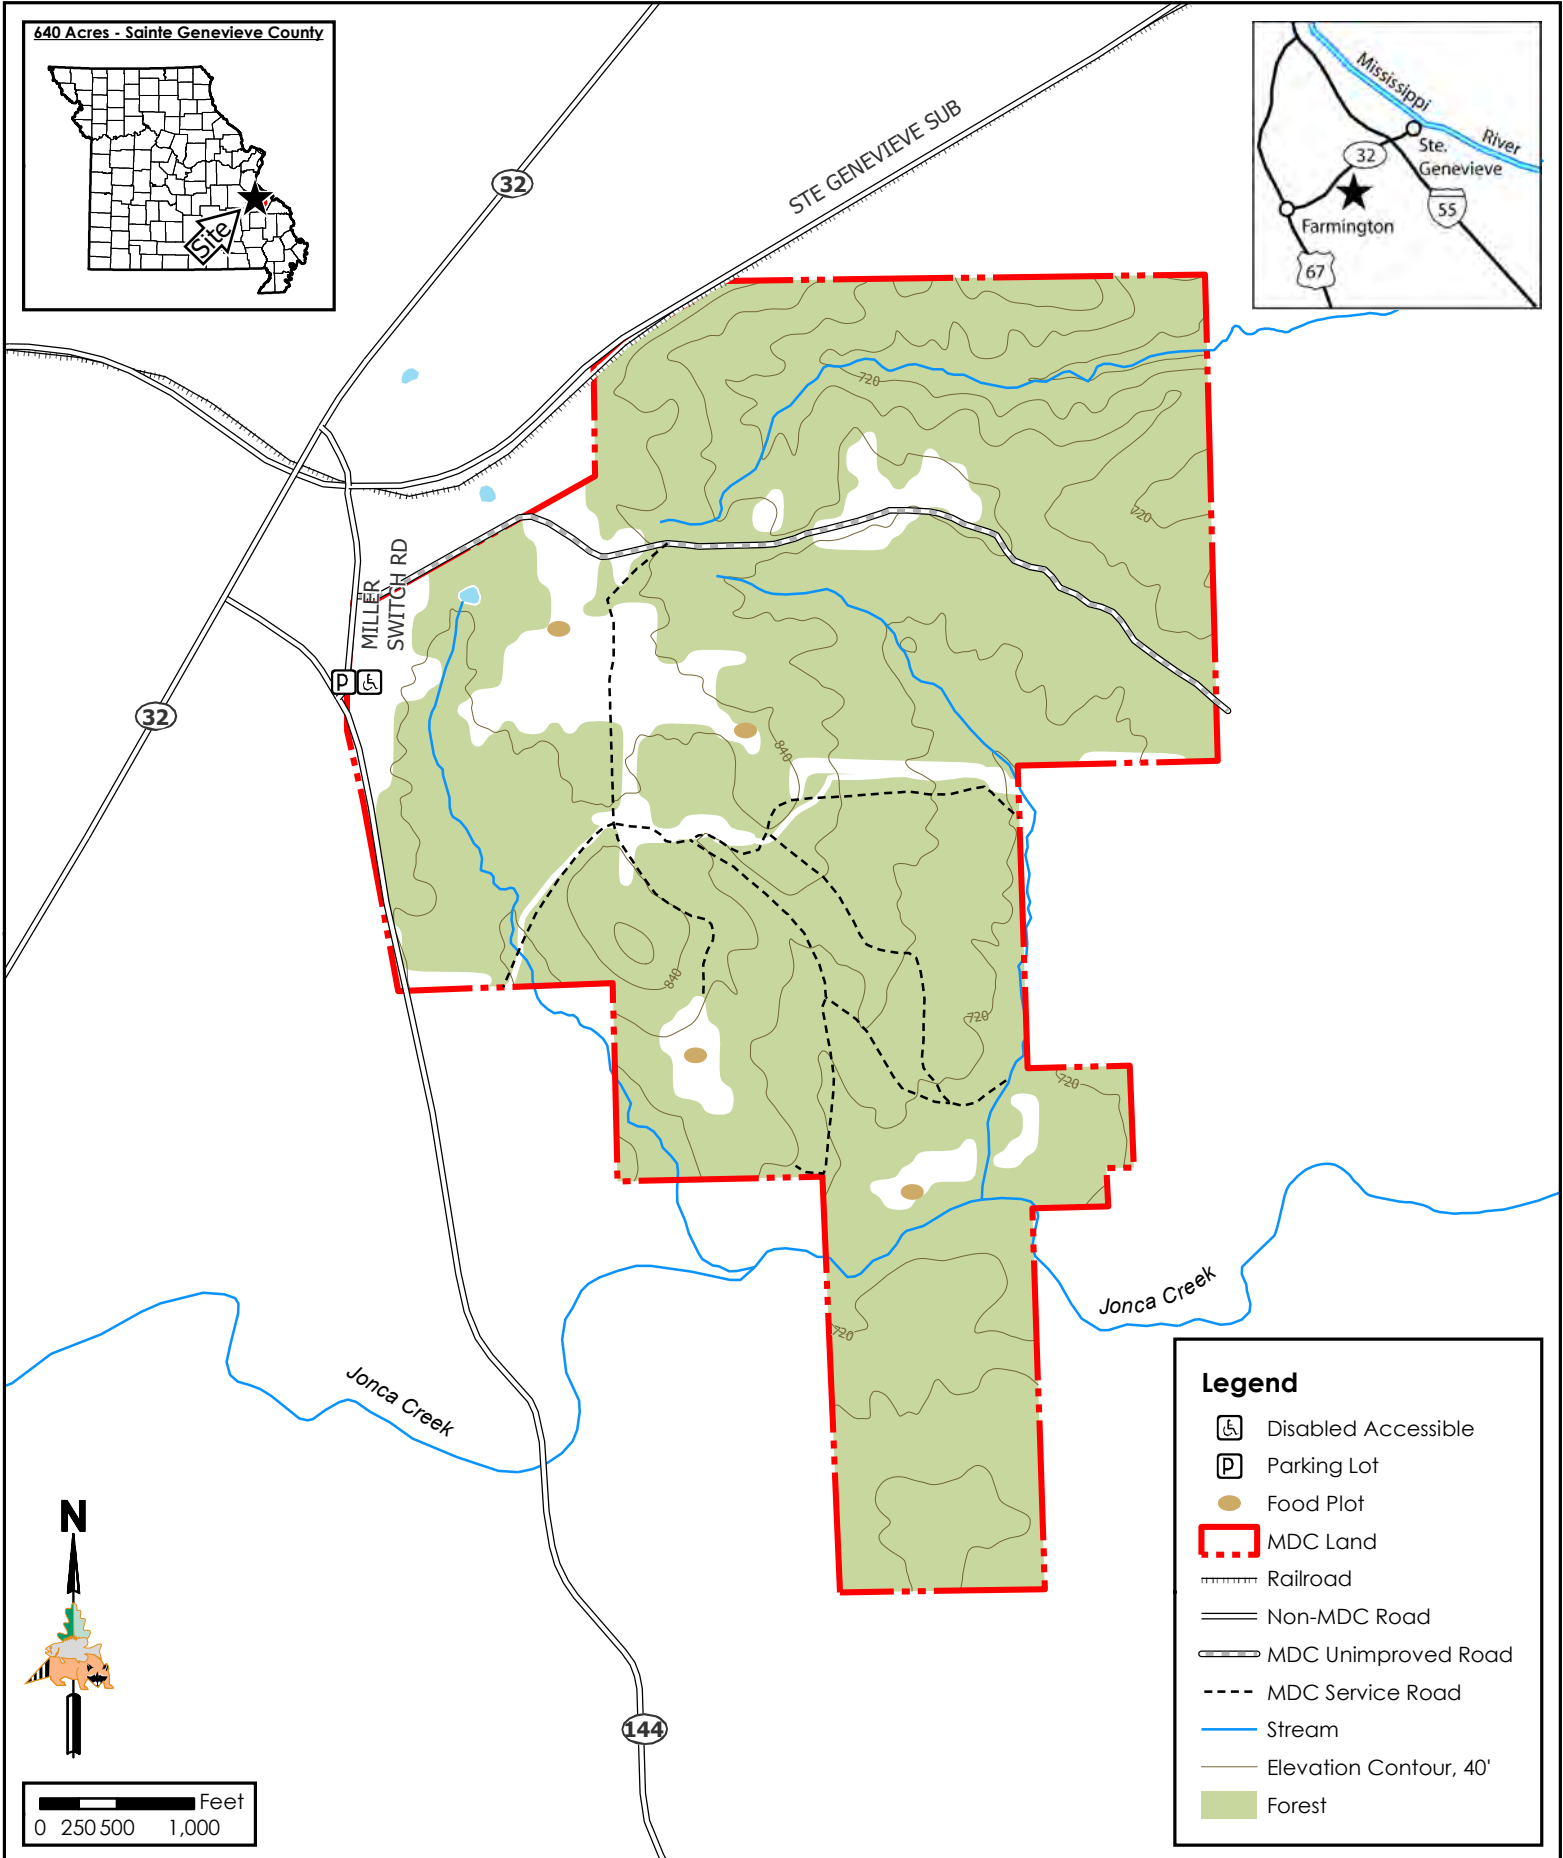 640 Acres - Sainte Genevieve County
Site
Mississippi
River
32
Ste.
Genevieve
55
Farmington
67
32
STE GENEVIEVE SUB
720
720
MILLER
SWITCH RD
P
32
840
840
720
720
720
Jonca Creek
Jonca Creek
N
144
Feet
0 250 500 1,000
Legend
Disabled Accessible
P Parking Lot
Food Plot
MDC Land
Railroad
Non-MDC Road
MDC Unimproved Road
MDC Service Road
Stream
Elevation Contour, 40'
Forest